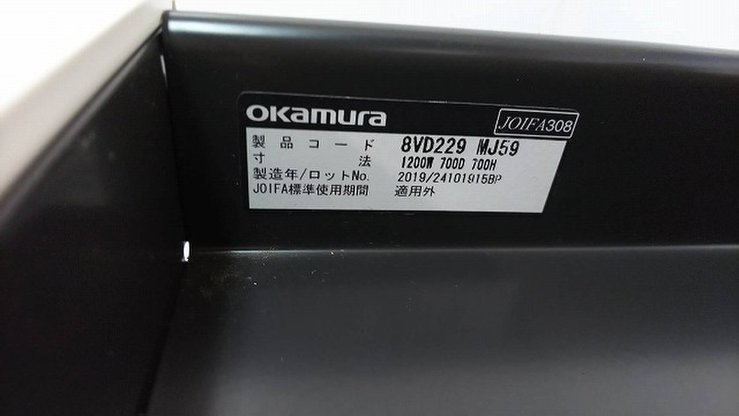 okamura
JOIFA308
製品コード 8VD229 MJ59
寸法 1200W 700D 700H
製造年/ロットNo. 2019/24101915BP
JOIFA標準使用期間 適用外